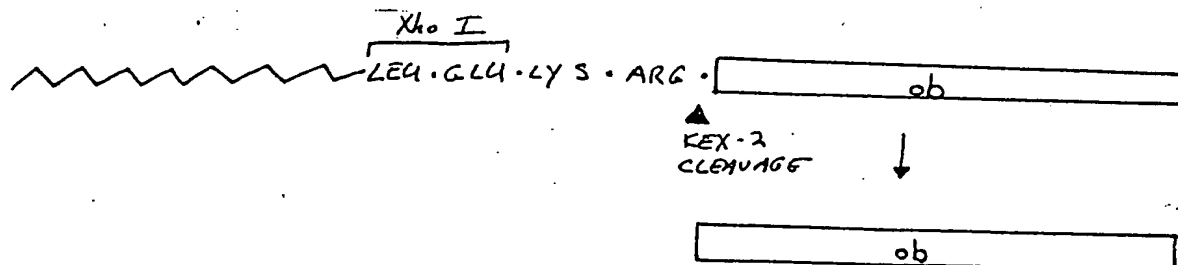 Xho I
LEU·GLU·LYS·ARG·
ob
KEX-2
CLEAVAGE
ob